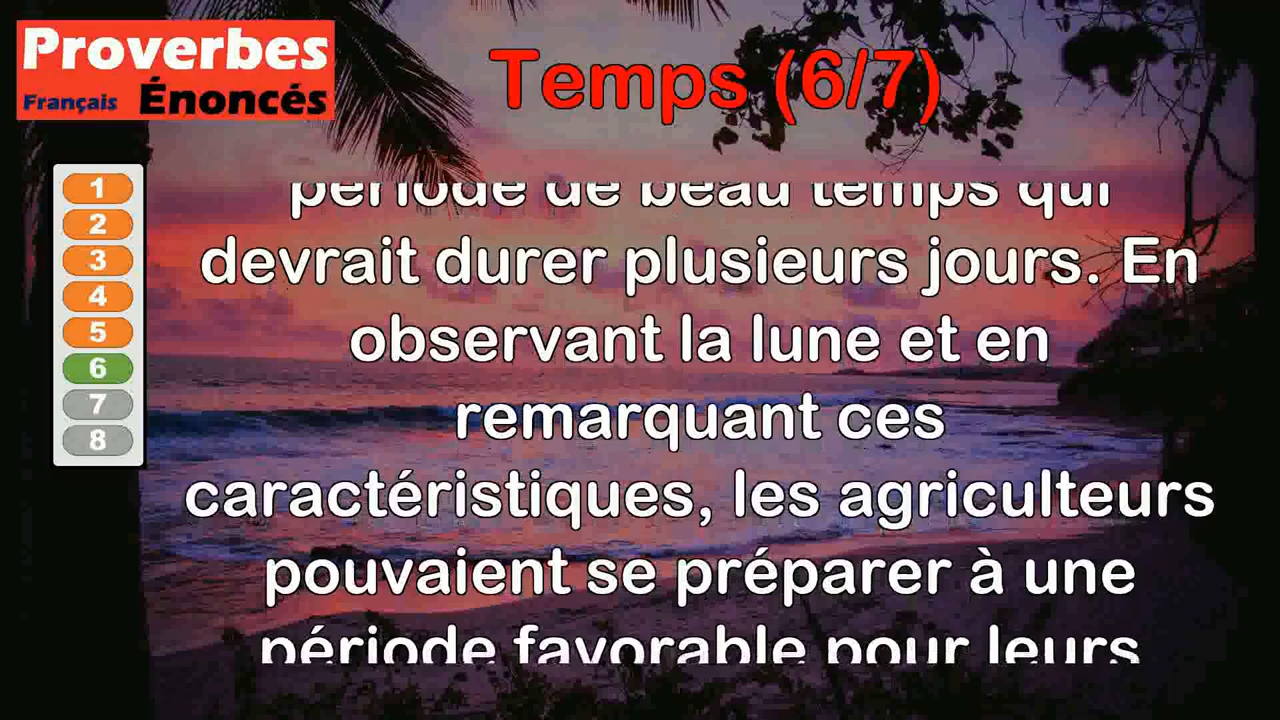 Proverbes
Français Énoncés
Temps (6/7)
1
2
3
4
5
6
7
8
période de beau temps qui
devrait durer plusieurs jours. En
observant la lune et en
remarquant ces
caractéristiques, les agriculteurs
pouvaient se préparer à une
période favorable pour leurs